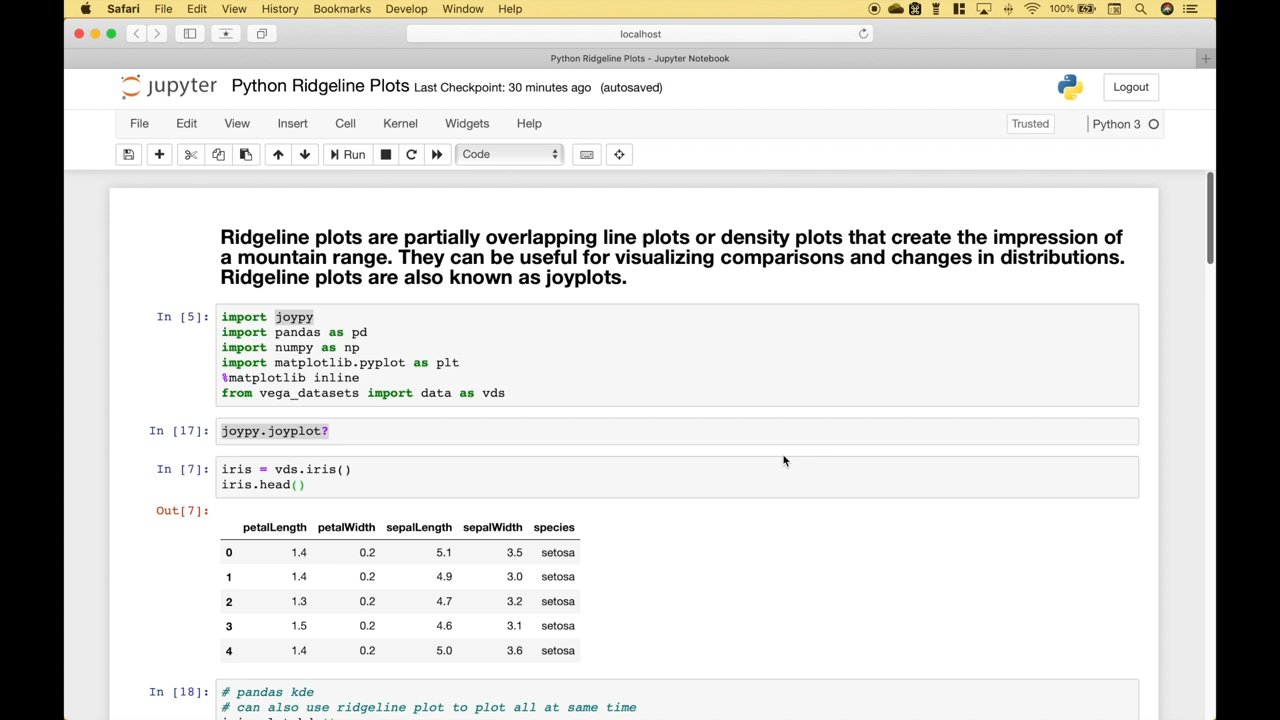 Safari File Edit View History Bookmarks Develop Window Help 100%
localhost
Python Ridgeline Plots - Jupyter Notebook
jupyter Python Ridgeline Plots Last Checkpoint: 30 minutes ago (autosaved) Logout
File Edit View Insert Cell Kernel Widgets Help Trusted Python 3
Run Code
Ridgeline plots are partially overlapping line plots or density plots that create the impression of
a mountain range. They can be useful for visualizing comparisons and changes in distributions.
Ridgeline plots are also known as joyplots.
In [5]: import joypy
import pandas as pd
import numpy as np
import matplotlib.pyplot as plt
%matplotlib inline
from vega_datasets import data as vds
In [17]: joypy.joyplot?
In [7]: iris = vds.iris()
iris.head()
Out[7]:
petalLength petalWidth sepalLength sepalWidth species
0 1.4 0.2 5.1 3.5 setosa
1 1.4 0.2 4.9 3.0 setosa
2 1.3 0.2 4.7 3.2 setosa
3 1.5 0.2 4.6 3.1 setosa
4 1.4 0.2 5.0 3.6 setosa
In [18]: # pandas kde
# can also use ridgeline plot to plot all at same time